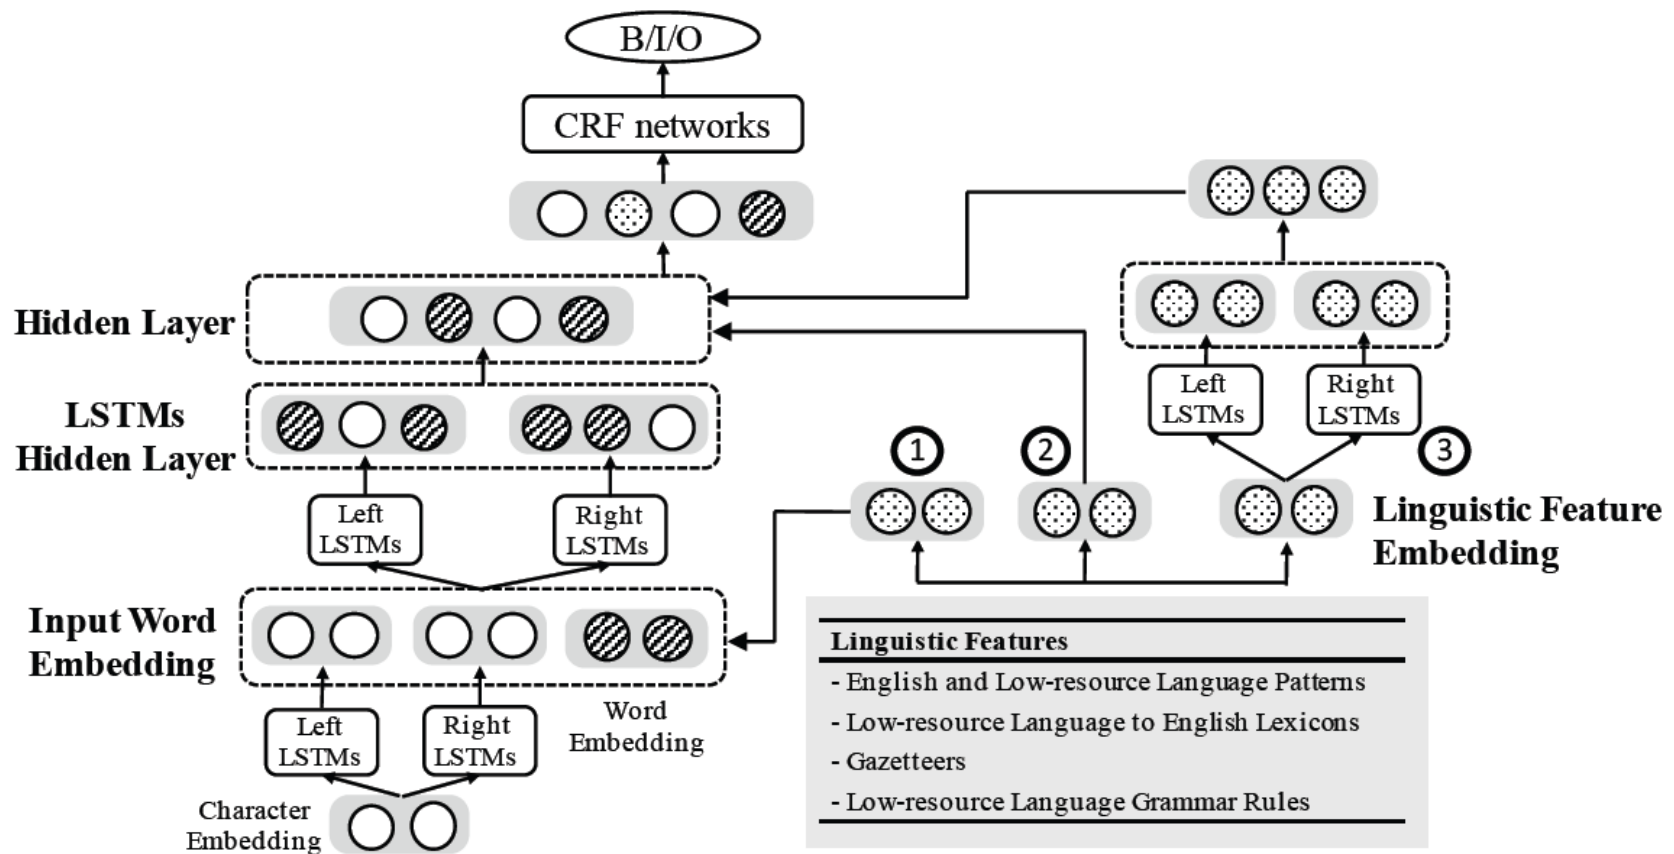 B/I/O
CRF networks
Hidden Layer
Left
LSTMs
Right
LSTMs
LSTMs
Hidden Layer
1
2
3
Left
LSTMs
Right
LSTMs
Linguistic Feature
Embedding
Input Word
Embedding
Left
LSTMs
Right
LSTMs
Word
Embedding
Character
Embedding
Linguistic Features
- English and Low-resource Language Patterns
- Low-resource Language to English Lexicons
- Gazetteers
- Low-resource Language Grammar Rules